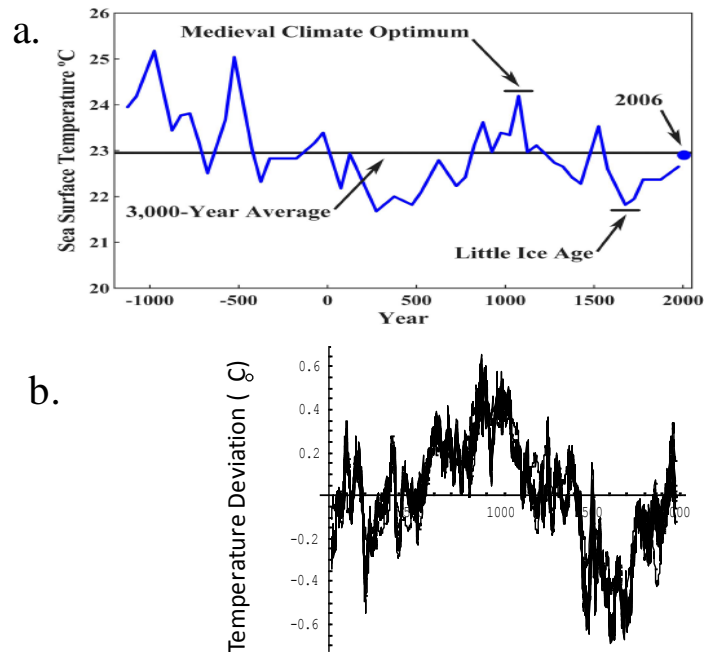 a.
26
25
24
23
22
21
20
Sea Surface Temperature ºC
Medieval Climate Optimum
2006
3,000-Year Average
Little Ice Age
-1000
-500
0
500
1000
1500
2000
Year
b.
Temperature Deviation ( °C)
0.6
0.4
0.2
-0.2
-0.4
-0.6
1000